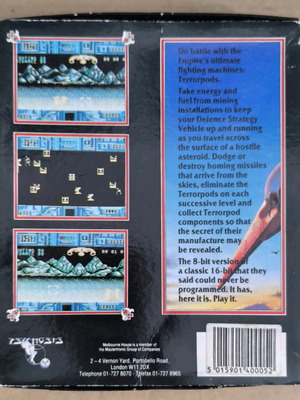 Do battle with the
Empire's ultimate
fighting machines:
Terrorpods.
Take energy and
fuel from mining
installations to
keep your Defence Strategy
Vehicle up and running
as you travel across
the surface of a hostile
asteroid. Dodge or
destroy homing missiles
that arrive from the
skies, eliminate the
Terrorpods on each
successive level and
collect Terrorpod
components so that
the secret of their
manufacture may
be revealed.
The 8-bit version of
a classic 16-bit that they
said could never be
programmed. It has,
here it is. Play it.
PSYGNOSIS
Melbourne House is a member of
the Mastertronic Group of Companies
2-4 Vernon Yard, Portobello Road,
London W11 2DX
Telephone 01-727 8070 · Telefax 01-727 8965
5 015901 400052